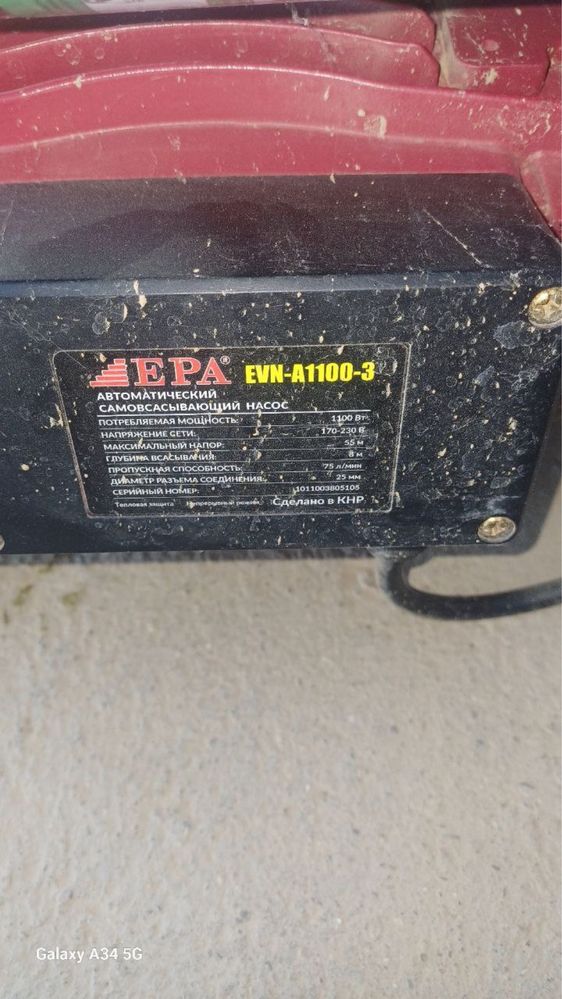 EPA® EVN-A1100-3
АВТОМАТИЧЕСКИЙ
САМОВСАСЫВАЮЩИЙ НАСОС
ПОТРЕБЛЯЕМАЯ МОЩНОСТЬ: 1100 Вт
НАПРЯЖЕНИЕ СЕТИ: 170-230 В
МАКСИМАЛЬНЫЙ НАПОР: 55 м
ГЛУБИНА ВСАСЫВАНИЯ: 8 м
ПРОПУСКНАЯ СПОСОБНОСТЬ: 75 л/мин
ДИАМЕТР РАЗЪЕМА СОЕДИНЕНИЯ: 25 мм
СЕРИЙНЫЙ НОМЕР: 1011003805105
Тепловая защита Непрерывный режим Сделано в КНР
Galaxy A34 5G